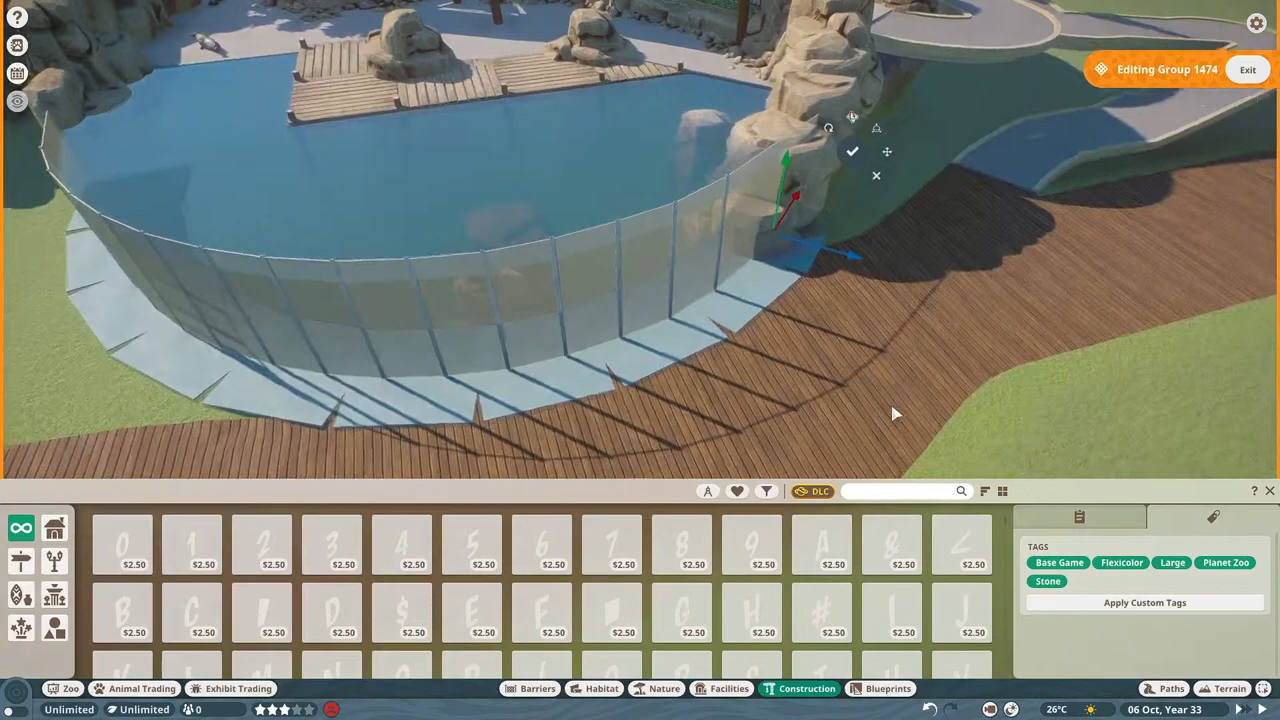 ?
Editing Group 1474 Exit
DLC
?
0 $2.50 1 $2.50 2 $2.50 3 $2.50 4 $2.50 5 $2.50 6 $2.50 7 $2.50 8 $2.50 9 $2.50 A $2.50 & $2.50 < $2.50
B $2.50 C $2.50 $2.50 D $2.50 $ $2.50 E $2.50 F $2.50 $2.50 G $2.50 H $2.50 # $2.50 I $2.50 J $2.50
TAGS
Base Game Flexicolor Large Planet Zoo
Stone
Apply Custom Tags
Zoo Animal Trading Exhibit Trading Barriers Habitat Nature Facilities Construction Blueprints Paths Terrain
Unlimited Unlimited 0 26°C 06 Oct, Year 33